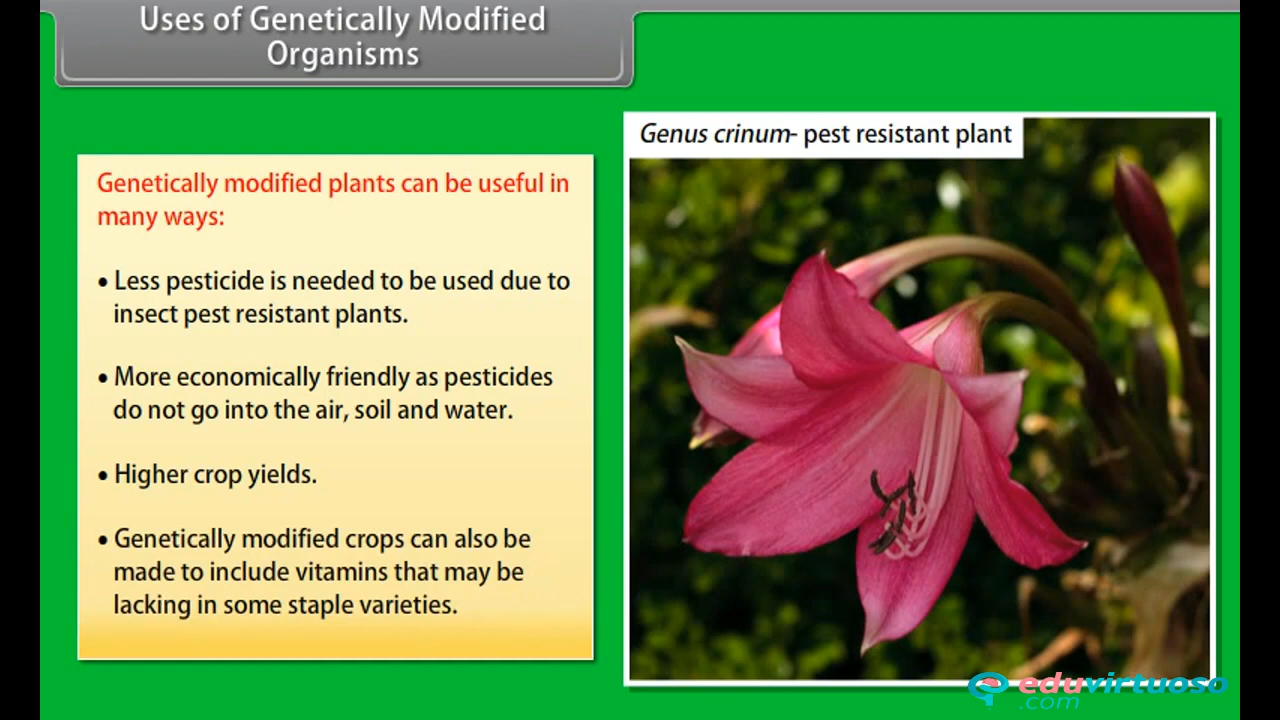 Uses of Genetically Modified
Organisms
Genus crinum- pest resistant plant
Genetically modified plants can be useful in
many ways:
• Less pesticide is needed to be used due to
insect pest resistant plants.
• More economically friendly as pesticides
do not go into the air, soil and water.
• Higher crop yields.
• Genetically modified crops can also be
made to include vitamins that may be
lacking in some staple varieties.
eduvirtuoso
.com